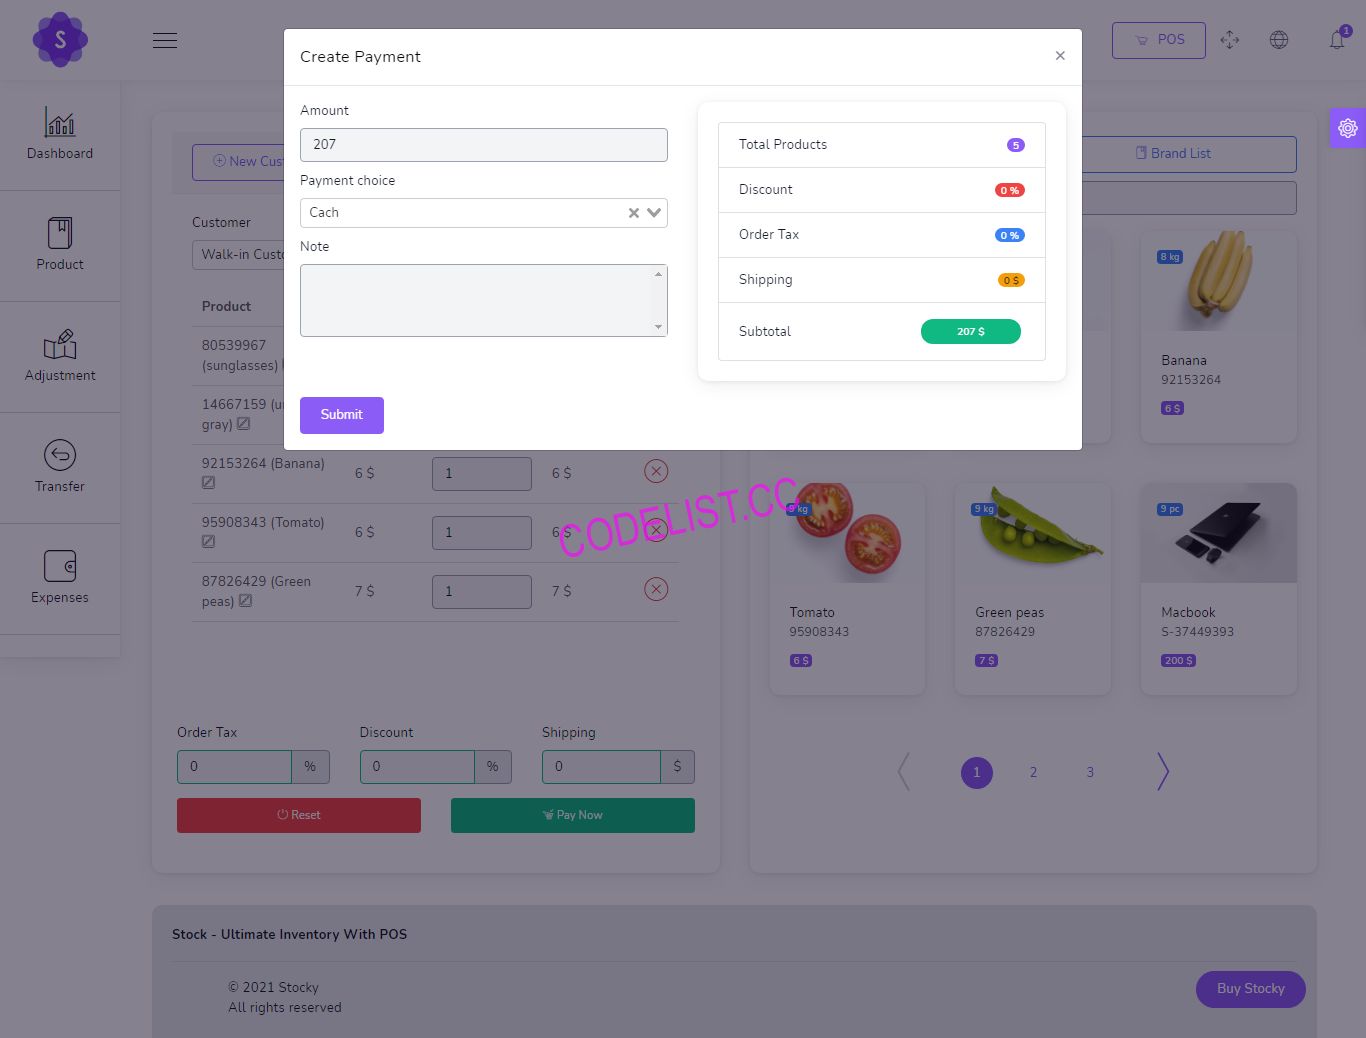 S
Create Payment
POS
1
Amount
207
Payment choice
Cach
Note
Submit
Total Products
5
Discount
0 %
Order Tax
0 %
Shipping
0 $
Subtotal
207 $
Dashboard
Product
Adjustment
Transfer
Expenses
New Cust
Customer
Walk-in Custo
Product
80539967
(sunglasses)
14667159 (u
gray)
92153264 (Banana)
6 $
1
6 $
95908343 (Tomato)
6 $
1
6 $
87826429 (Green
peas)
7 $
1
7 $
CODELIST.CC
Order Tax
0
%
Discount
0
%
Shipping
0
$
Reset
Pay Now
Brand List
8 kg
Banana
92153264
6 $
9 kg
Tomato
95908343
6 $
9 kg
Green peas
87826429
7 $
9 pc
Macbook
S-37449393
200 $
1
2
3
Stock - Ultimate Inventory With POS
© 2021 Stocky
All rights reserved
Buy Stocky